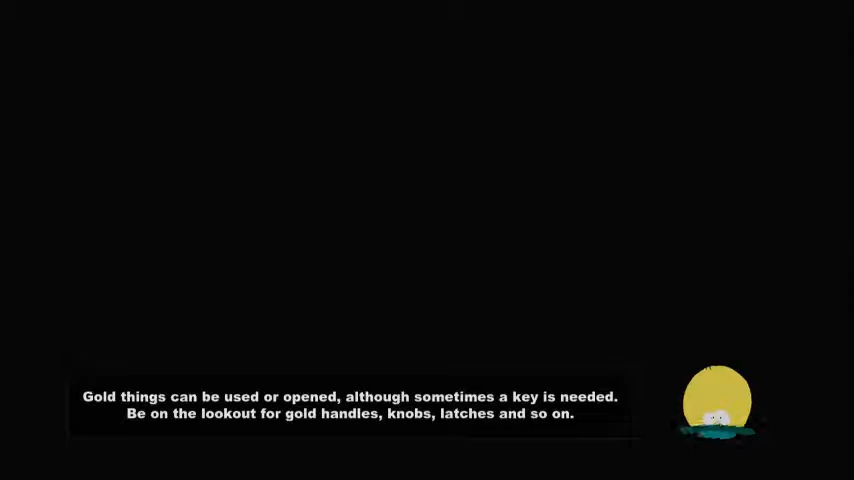 Gold things can be used or opened, although sometimes a key is needed.
Be on the lookout for gold handles, knobs, latches and so on.